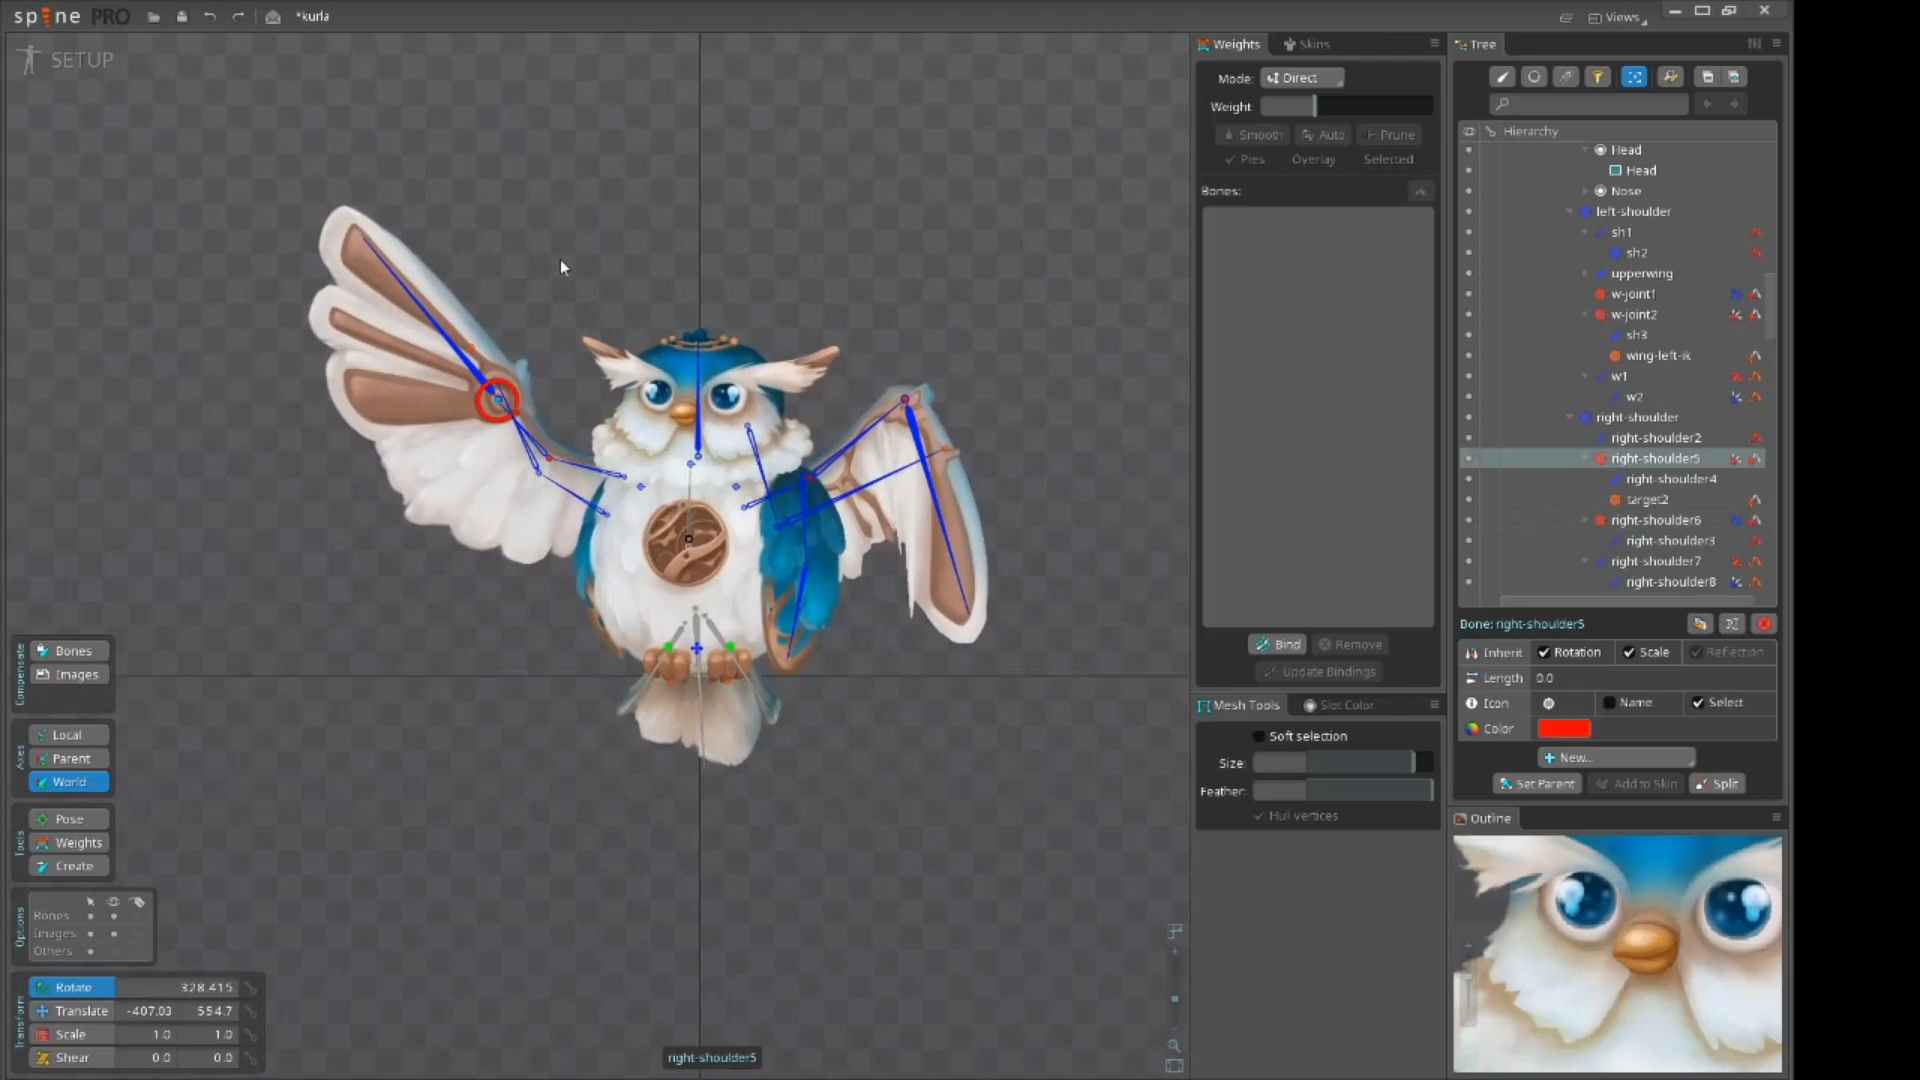 spine PRO
*kurla
Views
SETUP
Weights
Skins
Tree
Mode:
Direct
Weight:
Smooth
Auto
Prune
Pies
Overlay
Selected
Bones:
Hierarchy
Head
Head
Nose
left-shoulder
sh1
sh2
upperwing
w-joint1
w-joint2
sh3
wing-left-ik
w1
w2
right-shoulder
right-shoulder2
right-shoulder5
right-shoulder4
target2
right-shoulder6
right-shoulder3
right-shoulder7
right-shoulder8
Bind
Remove
Update Bindings
Bone: right-shoulder5
Inherit
Rotation
Scale
Reflection
Length
0.0
Icon
Name
Select
Color
New...
Set Parent
Add to Skin
Split
Mesh Tools
Slot Color
Soft selection
Size:
Feather:
Hull vertices
Outline
Compensate
Bones
Images
Axes
Local
Parent
World
Tools
Pose
Weights
Create
Options
Bones
Images
Others
Transform
Rotate
328.415
Translate
-407.03
554.7
Scale
1.0
1.0
Shear
0.0
0.0
right-shoulder5